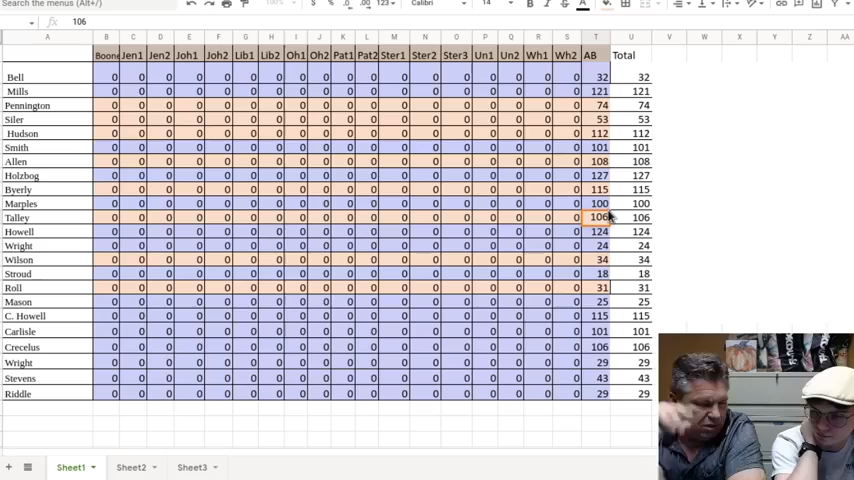 Search the menus (Alt+/)
$ % .0 .00 123 Calibri 14 B I S A
fx 106
A B C D E F G H I J K L M N O P Q R S T U V W X Y Z AA
Boone Jen1 Jen2 Joh1 Joh2 Lib1 Lib2 Oh1 Oh2 Pat1 Pat2 Ster1 Ster2 Ster3 Un1 Un2 Wh1 Wh2 AB Total
Bell 0 0 0 0 0 0 0 0 0 0 0 0 0 0 0 0 0 0 32 32
Mills 0 0 0 0 0 0 0 0 0 0 0 0 0 0 0 0 0 0 121 121
Pennington 0 0 0 0 0 0 0 0 0 0 0 0 0 0 0 0 0 0 74 74
Siler 0 0 0 0 0 0 0 0 0 0 0 0 0 0 0 0 0 0 53 53
Hudson 0 0 0 0 0 0 0 0 0 0 0 0 0 0 0 0 0 0 112 112
Smith 0 0 0 0 0 0 0 0 0 0 0 0 0 0 0 0 0 0 101 101
Allen 0 0 0 0 0 0 0 0 0 0 0 0 0 0 0 0 0 0 108 108
Holzbog 0 0 0 0 0 0 0 0 0 0 0 0 0 0 0 0 0 0 127 127
Byerly 0 0 0 0 0 0 0 0 0 0 0 0 0 0 0 0 0 0 115 115
Marples 0 0 0 0 0 0 0 0 0 0 0 0 0 0 0 0 0 0 100 100
Talley 0 0 0 0 0 0 0 0 0 0 0 0 0 0 0 0 0 0 106 106
Howell 0 0 0 0 0 0 0 0 0 0 0 0 0 0 0 0 0 0 124 124
Wright 0 0 0 0 0 0 0 0 0 0 0 0 0 0 0 0 0 0 24 24
Wilson 0 0 0 0 0 0 0 0 0 0 0 0 0 0 0 0 0 0 34 34
Stroud 0 0 0 0 0 0 0 0 0 0 0 0 0 0 0 0 0 0 18 18
Roll 0 0 0 0 0 0 0 0 0 0 0 0 0 0 0 0 0 0 31 31
Mason 0 0 0 0 0 0 0 0 0 0 0 0 0 0 0 0 0 0 25 25
C. Howell 0 0 0 0 0 0 0 0 0 0 0 0 0 0 0 0 0 0 115 115
Carlisle 0 0 0 0 0 0 0 0 0 0 0 0 0 0 0 0 0 0 101 101
Crecelus 0 0 0 0 0 0 0 0 0 0 0 0 0 0 0 0 0 0 106 106
Wright 0 0 0 0 0 0 0 0 0 0 0 0 0 0 0 0 0 0 29 29
Stevens 0 0 0 0 0 0 0 0 0 0 0 0 0 0 0 0 0 0 43 43
Riddle 0 0 0 0 0 0 0 0 0 0 0 0 0 0 0 0 0 0 29 29
Sheet1 Sheet2 Sheet3